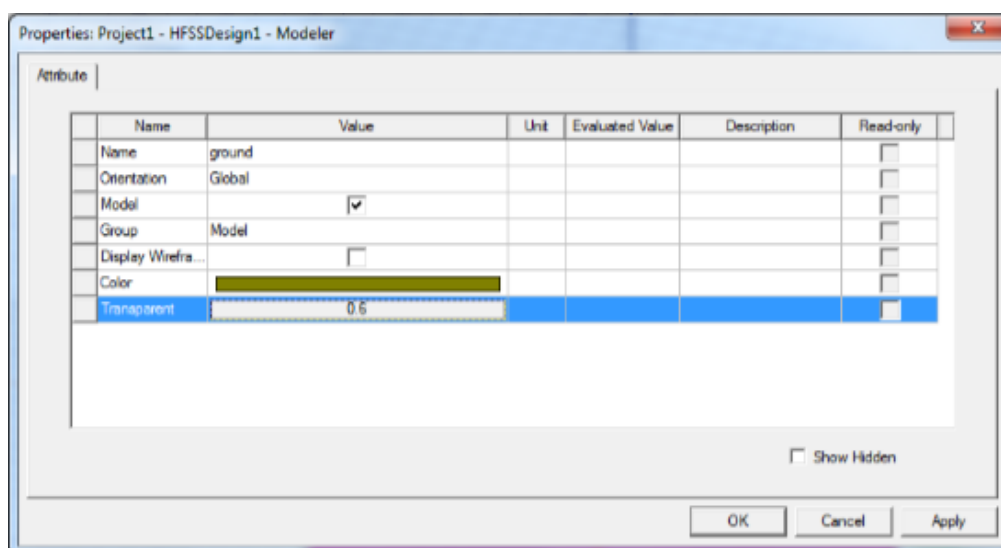 Properties: Project1 - HFSSDesign1 - Modeler
Attribute
Name Value Unit Evaluated Value Description Read-only
Name ground
Orientation Global
Model
Group Model
Display Wirefra...
Color
Transparent 0.6
Show Hidden
OK Cancel Apply